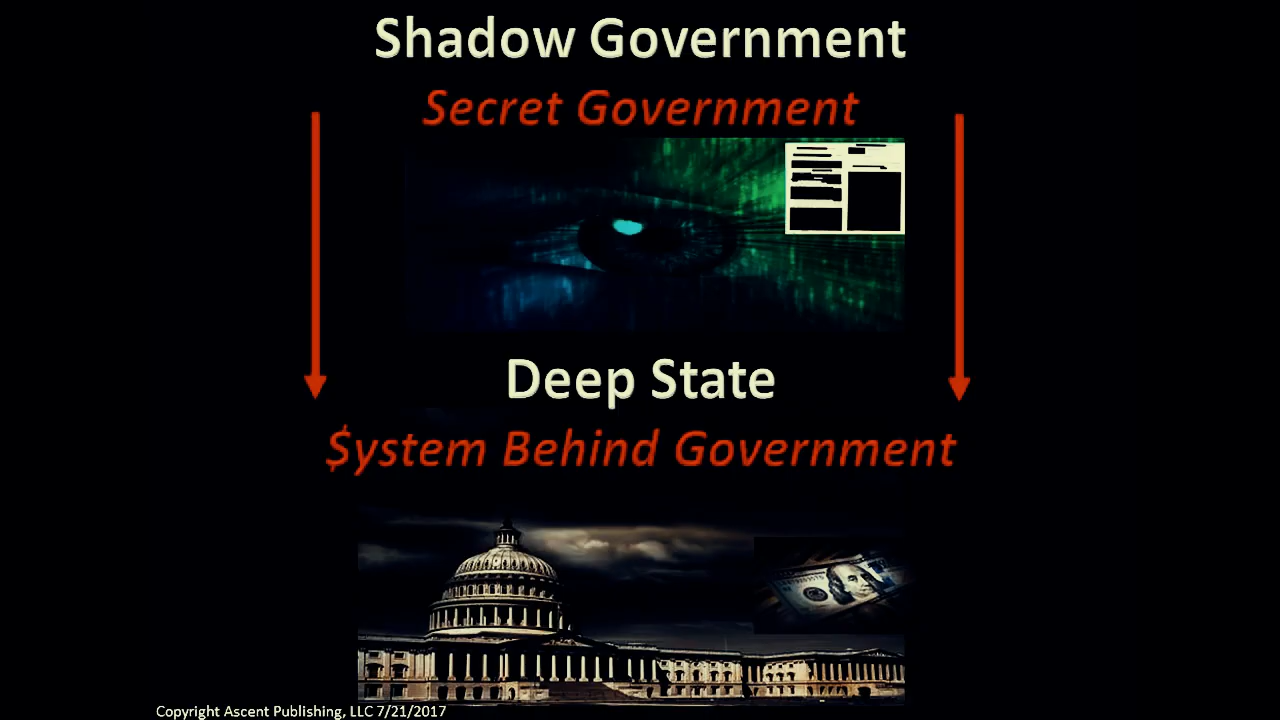 Shadow Government
Secret Government
Deep State
$ystem Behind Government
Copyright Ascent Publishing, LLC 7/21/2017